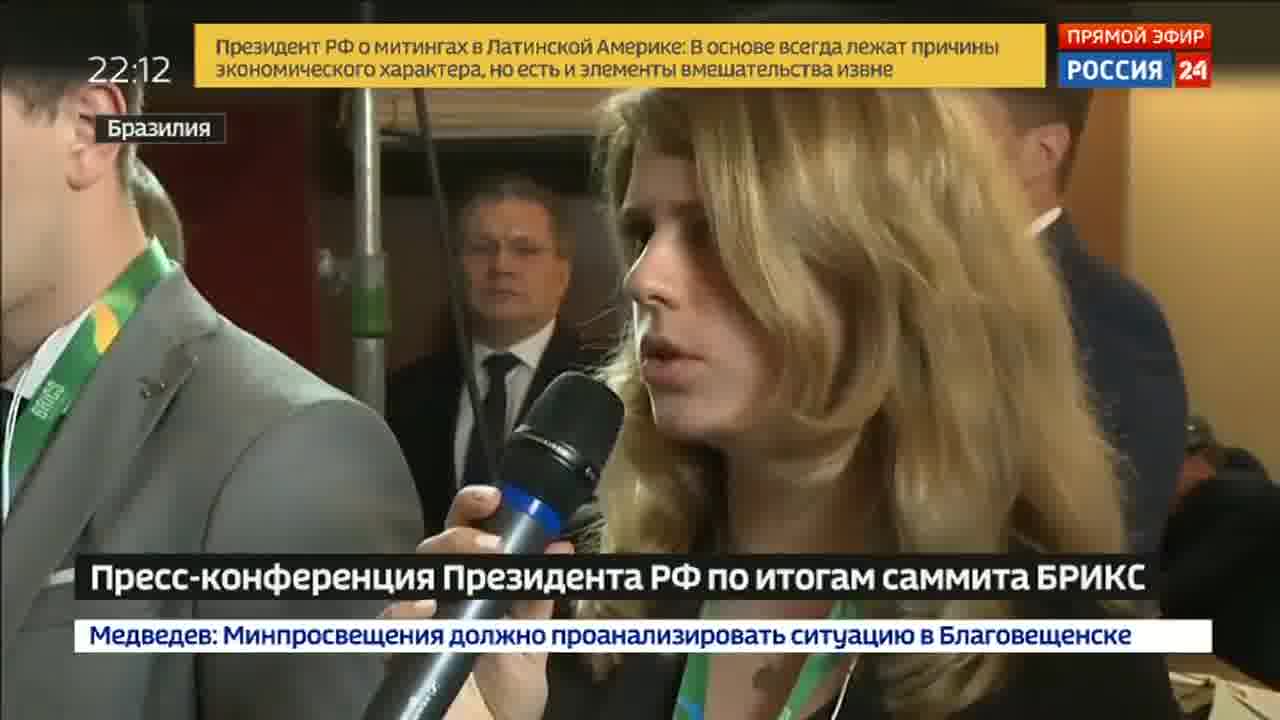 22:12
Президент РФ о митингах в Латинской Америке: В основе всегда лежат причины
экономического характера, но есть и элементы вмешательства извне
ПРЯМОЙ ЭФИР
РОССИЯ 24
Бразилия
BRICS
Пресс-конференция Президента РФ по итогам саммита БРИКС
Медведев: Минпросвещения должно проанализировать ситуацию в Благовещенске